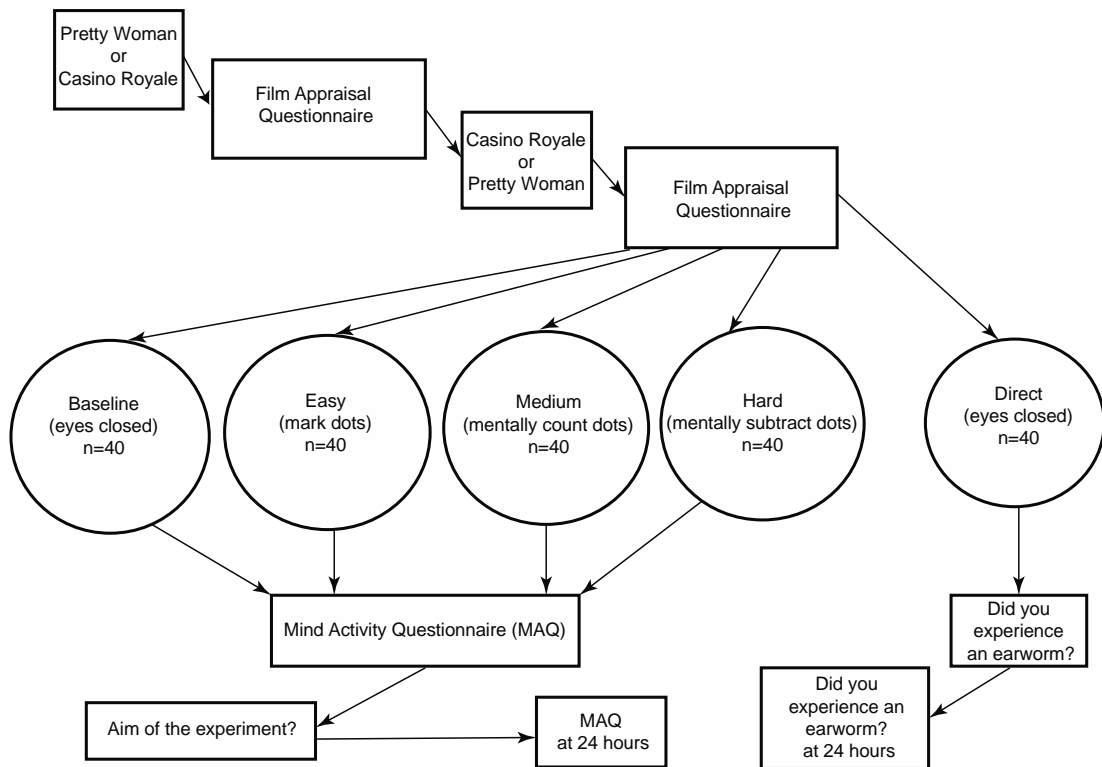 Pretty Woman
or
Casino Royale
Film Appraisal
Questionnaire
Casino Royale
or
Pretty Woman
Film Appraisal
Questionnaire
Baseline
(eyes closed)
n=40
Easy
(mark dots)
n=40
Medium
(mentally count dots)
n=40
Hard
(mentally subtract dots)
n=40
Direct
(eyes closed)
n=40
Mind Activity Questionnaire (MAQ)
Did you
experience
an earworm?
Aim of the experiment?
MAQ
at 24 hours
Did you
experience an
earworm?
at 24 hours